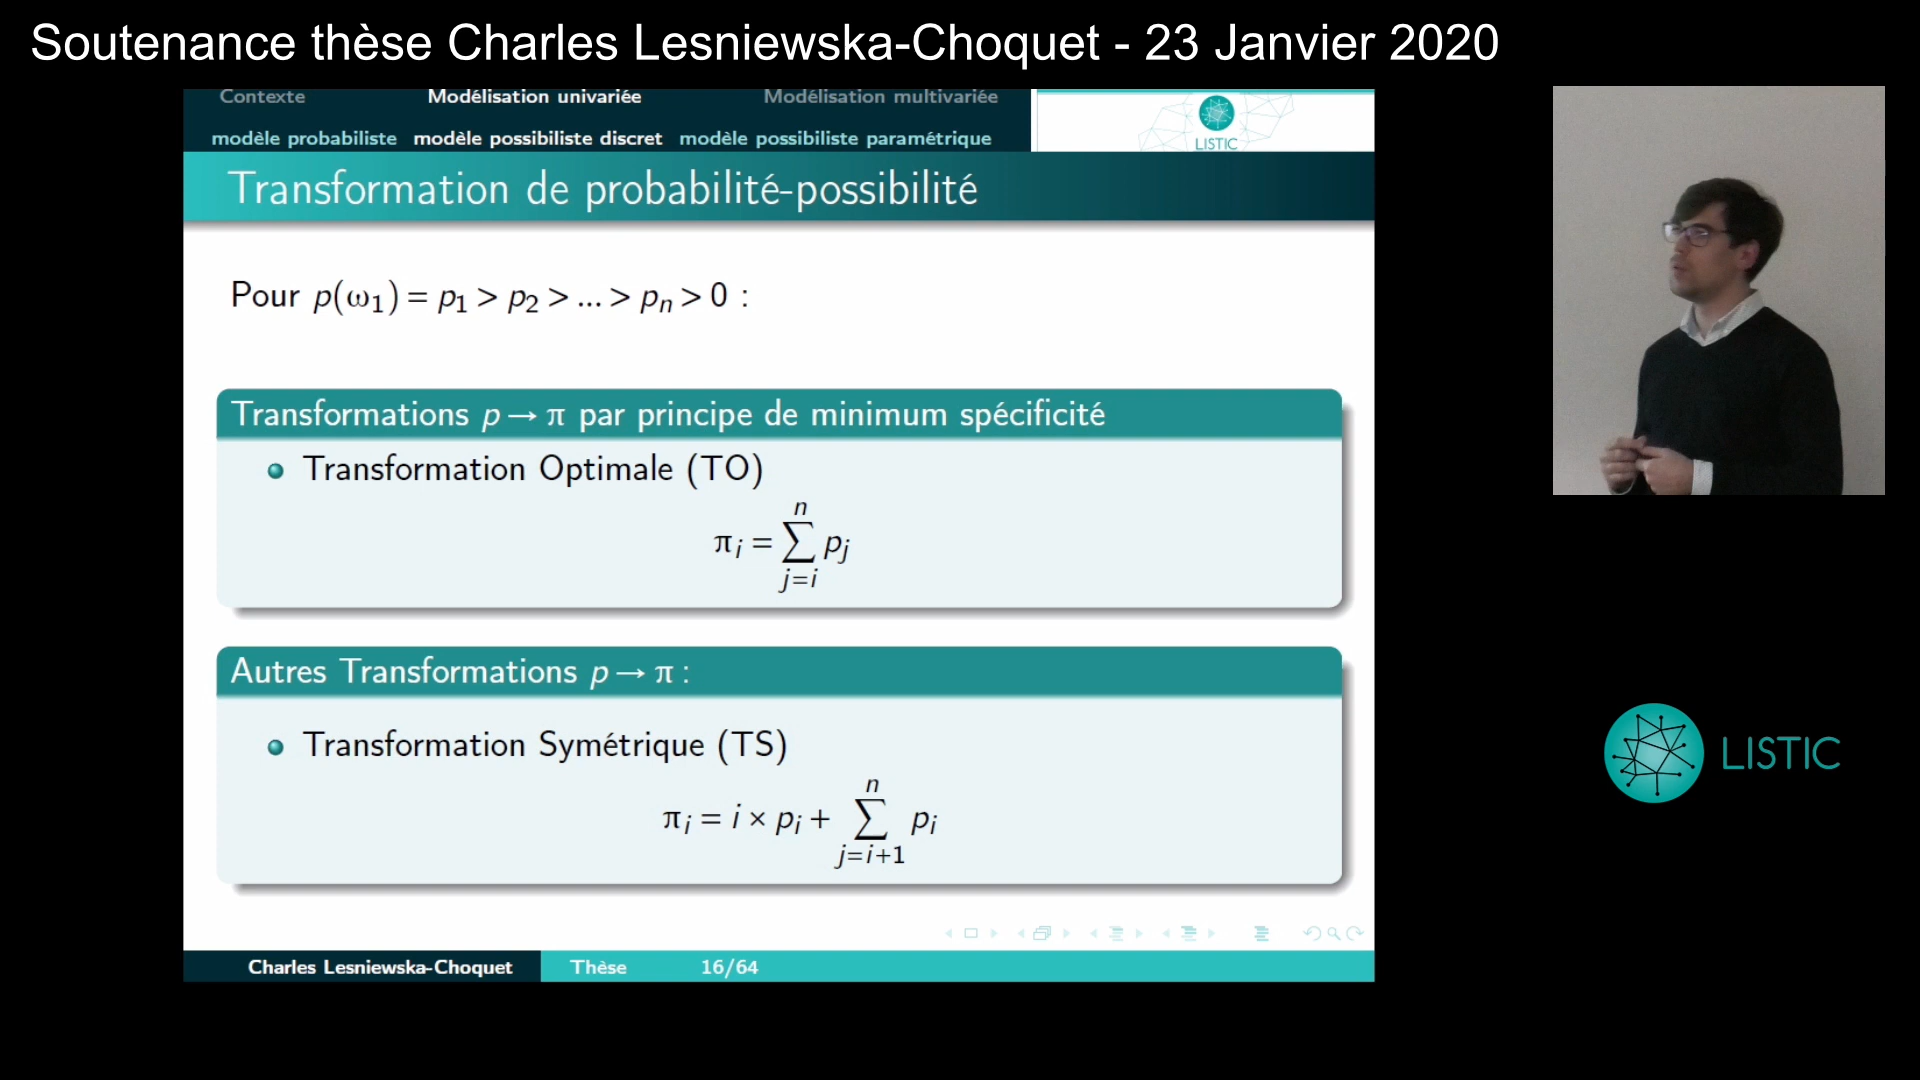 Soutenance thèse Charles Lesniewska-Choquet - 23 Janvier 2020
Contexte Modélisation univariée Modélisation multivariée
modèle probabiliste modèle possibiliste discret modèle possibiliste paramétrique
LISTIC
Transformation de probabilité-possibilité
Pour p(ω₁) = p₁ > p₂ > ... > pₙ > 0 :
Transformations p → π par principe de minimum spécificité
Transformation Optimale (TO)
πᵢ = ∑ⁿⱼ₌ᵢ pⱼ
Autres Transformations p → π :
Transformation Symétrique (TS)
πᵢ = i × pᵢ + ∑ⁿⱼ₌ᵢ₊₁ pᵢ
LISTIC
Charles Lesniewska-Choquet Thèse 16/64